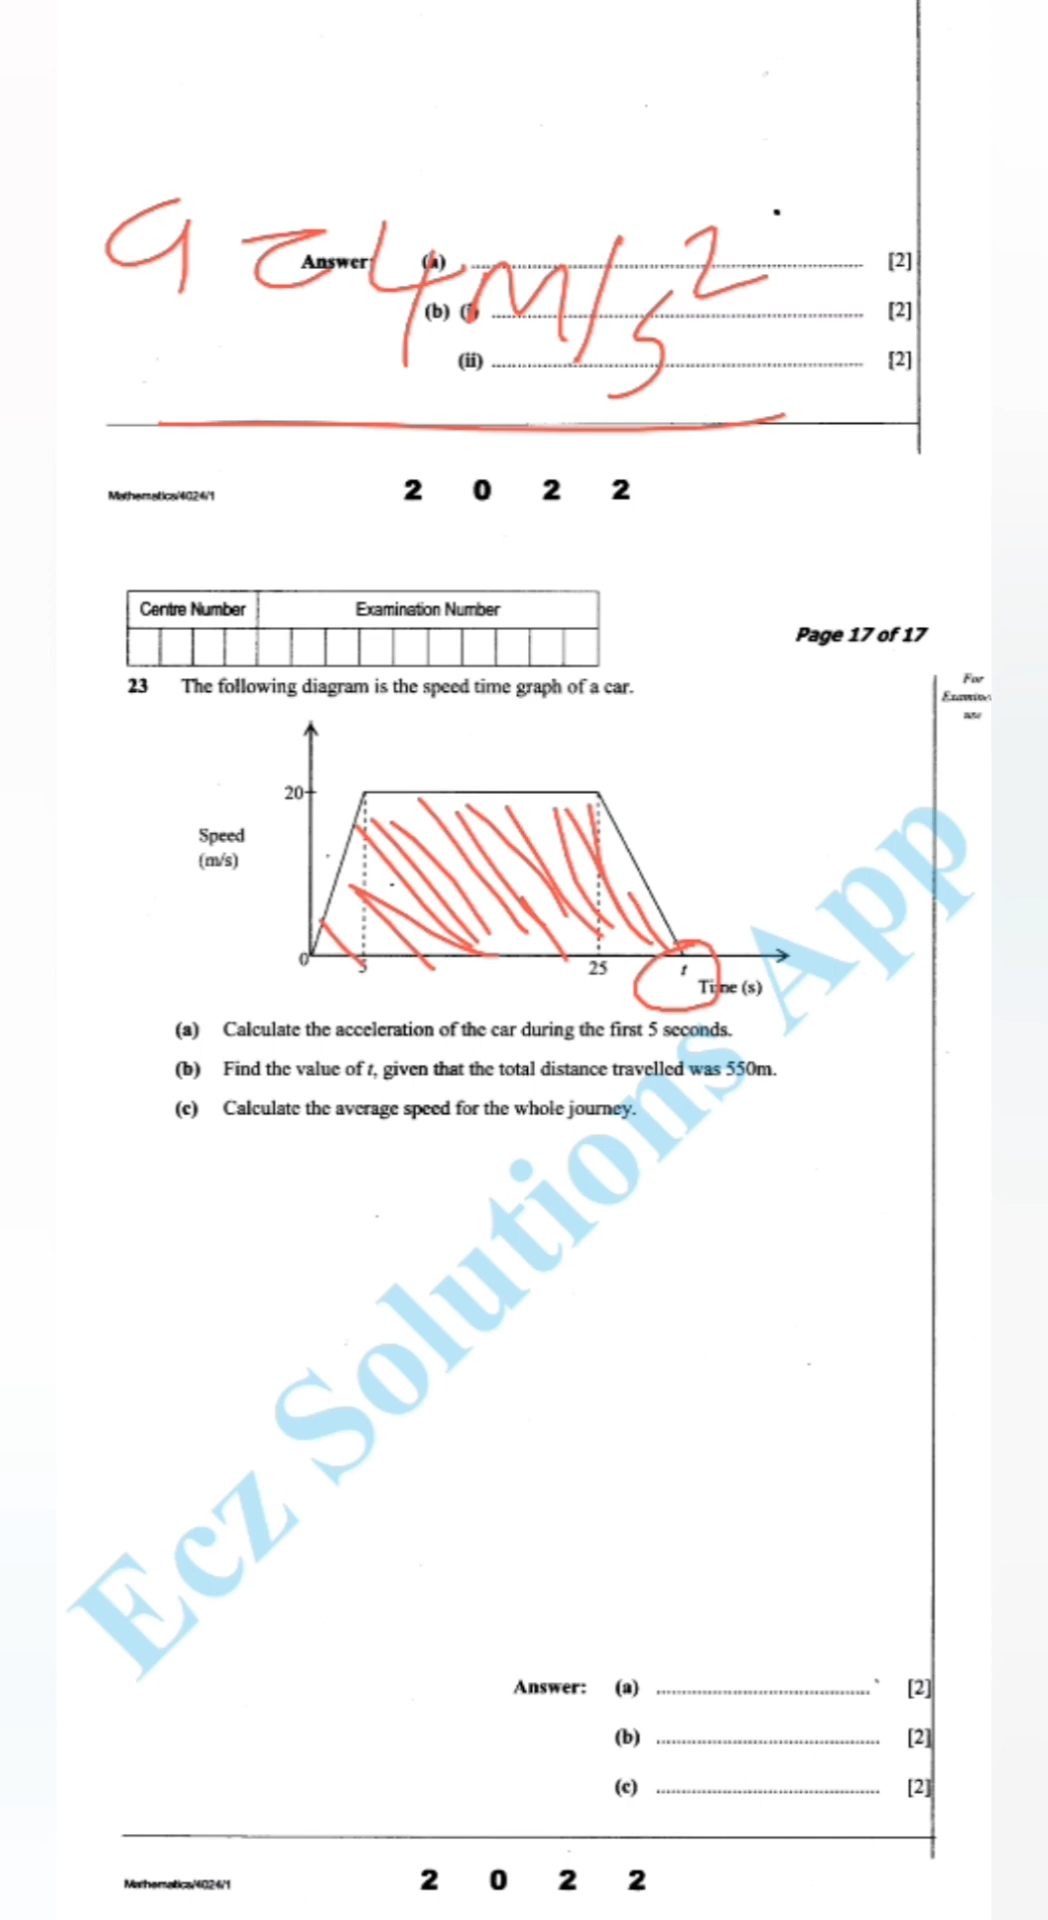 a = 4 m/s²
Answer (a) [2]
(b) (i) [2]
(ii) [2]
Mathematics/4024/1 2 0 2 2
Centre Number Examination Number
Page 17 of 17
For
Examiner
use
23 The following diagram is the speed time graph of a car.
20
Speed
(m/s)
0 5 25 t
Time (s)
(a) Calculate the acceleration of the car during the first 5 seconds.
(b) Find the value of t, given that the total distance travelled was 550m.
(c) Calculate the average speed for the whole journey.
Ecz Solutions App
Answer: (a) [2]
(b) [2]
(c) [2]
Mathematics/4024/1 2 0 2 2